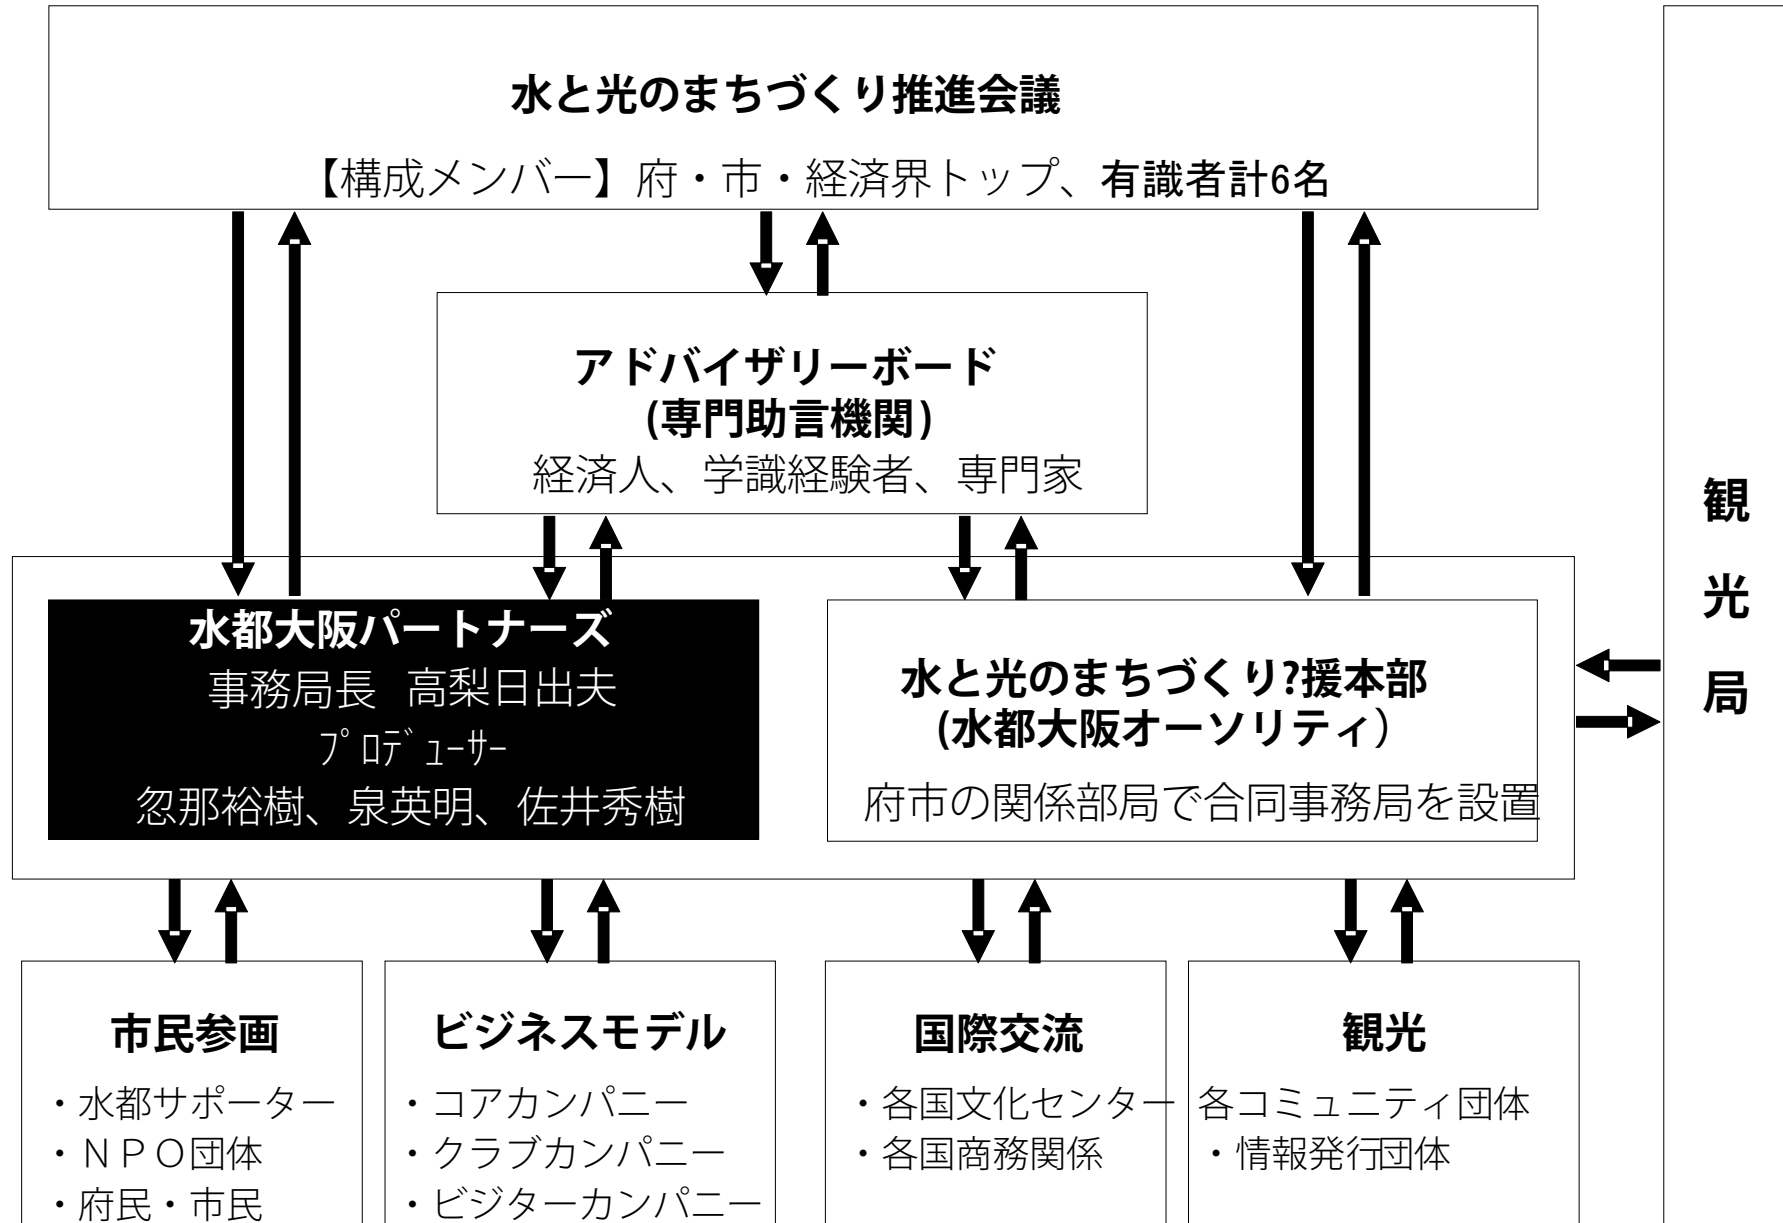 水と光のまちづくり推進会議
【構成メンバー】府・市・経済界トップ、有識者計6名
アドバイザリーボード
(専門助言機関)
経済人、学識経験者、専門家
水都大阪パートナーズ
事務局長 高梨日出夫
ﾌﾟﾛﾃﾞｭｰｻｰ
忽那裕樹、泉英明、佐井秀樹
水と光のまちづくり?援本部
(水都大阪オーソリティ）
府市の関係部局で合同事務局を設置
観光局
市民参画
・水都サポーター
・ＮＰＯ団体
・府民・市民
ビジネスモデル
・コアカンパニー
・クラブカンパニー
・ビジターカンパニー
国際交流
・各国文化センター
・各国商務関係
観光
各コミュニティ団体
・情報発行団体